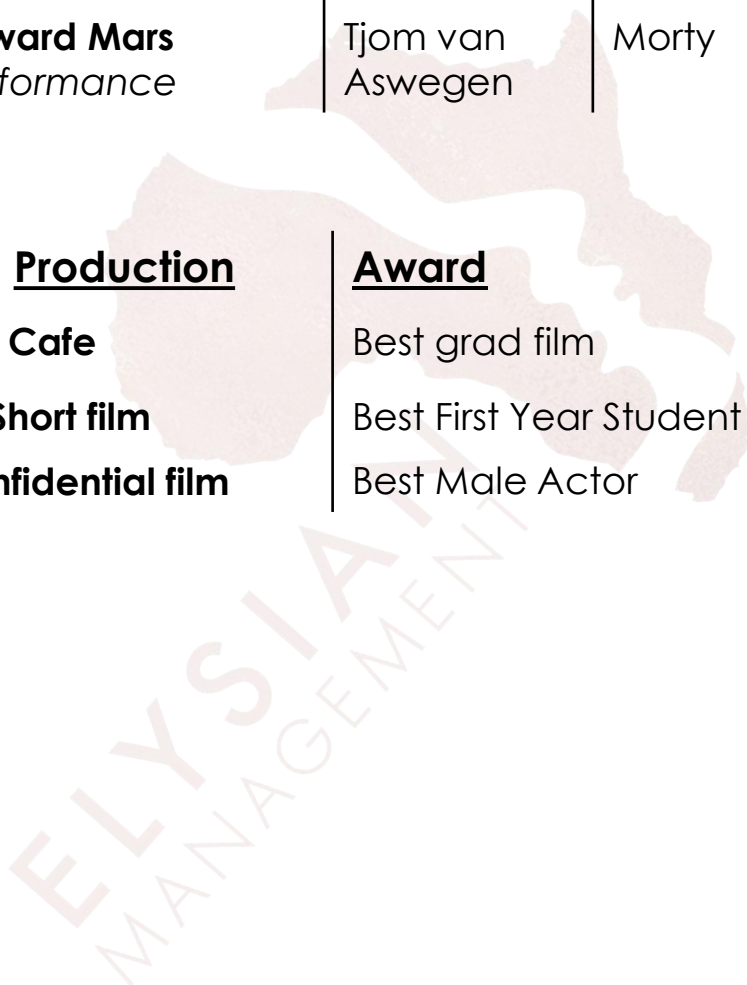 ward Mars Tjom van Morty
formance Aswegen
Production Award
Cafe Best grad film
Short film Best First Year Student
nfidential film Best Male Actor
ELYSIAN
MANAGEMENT